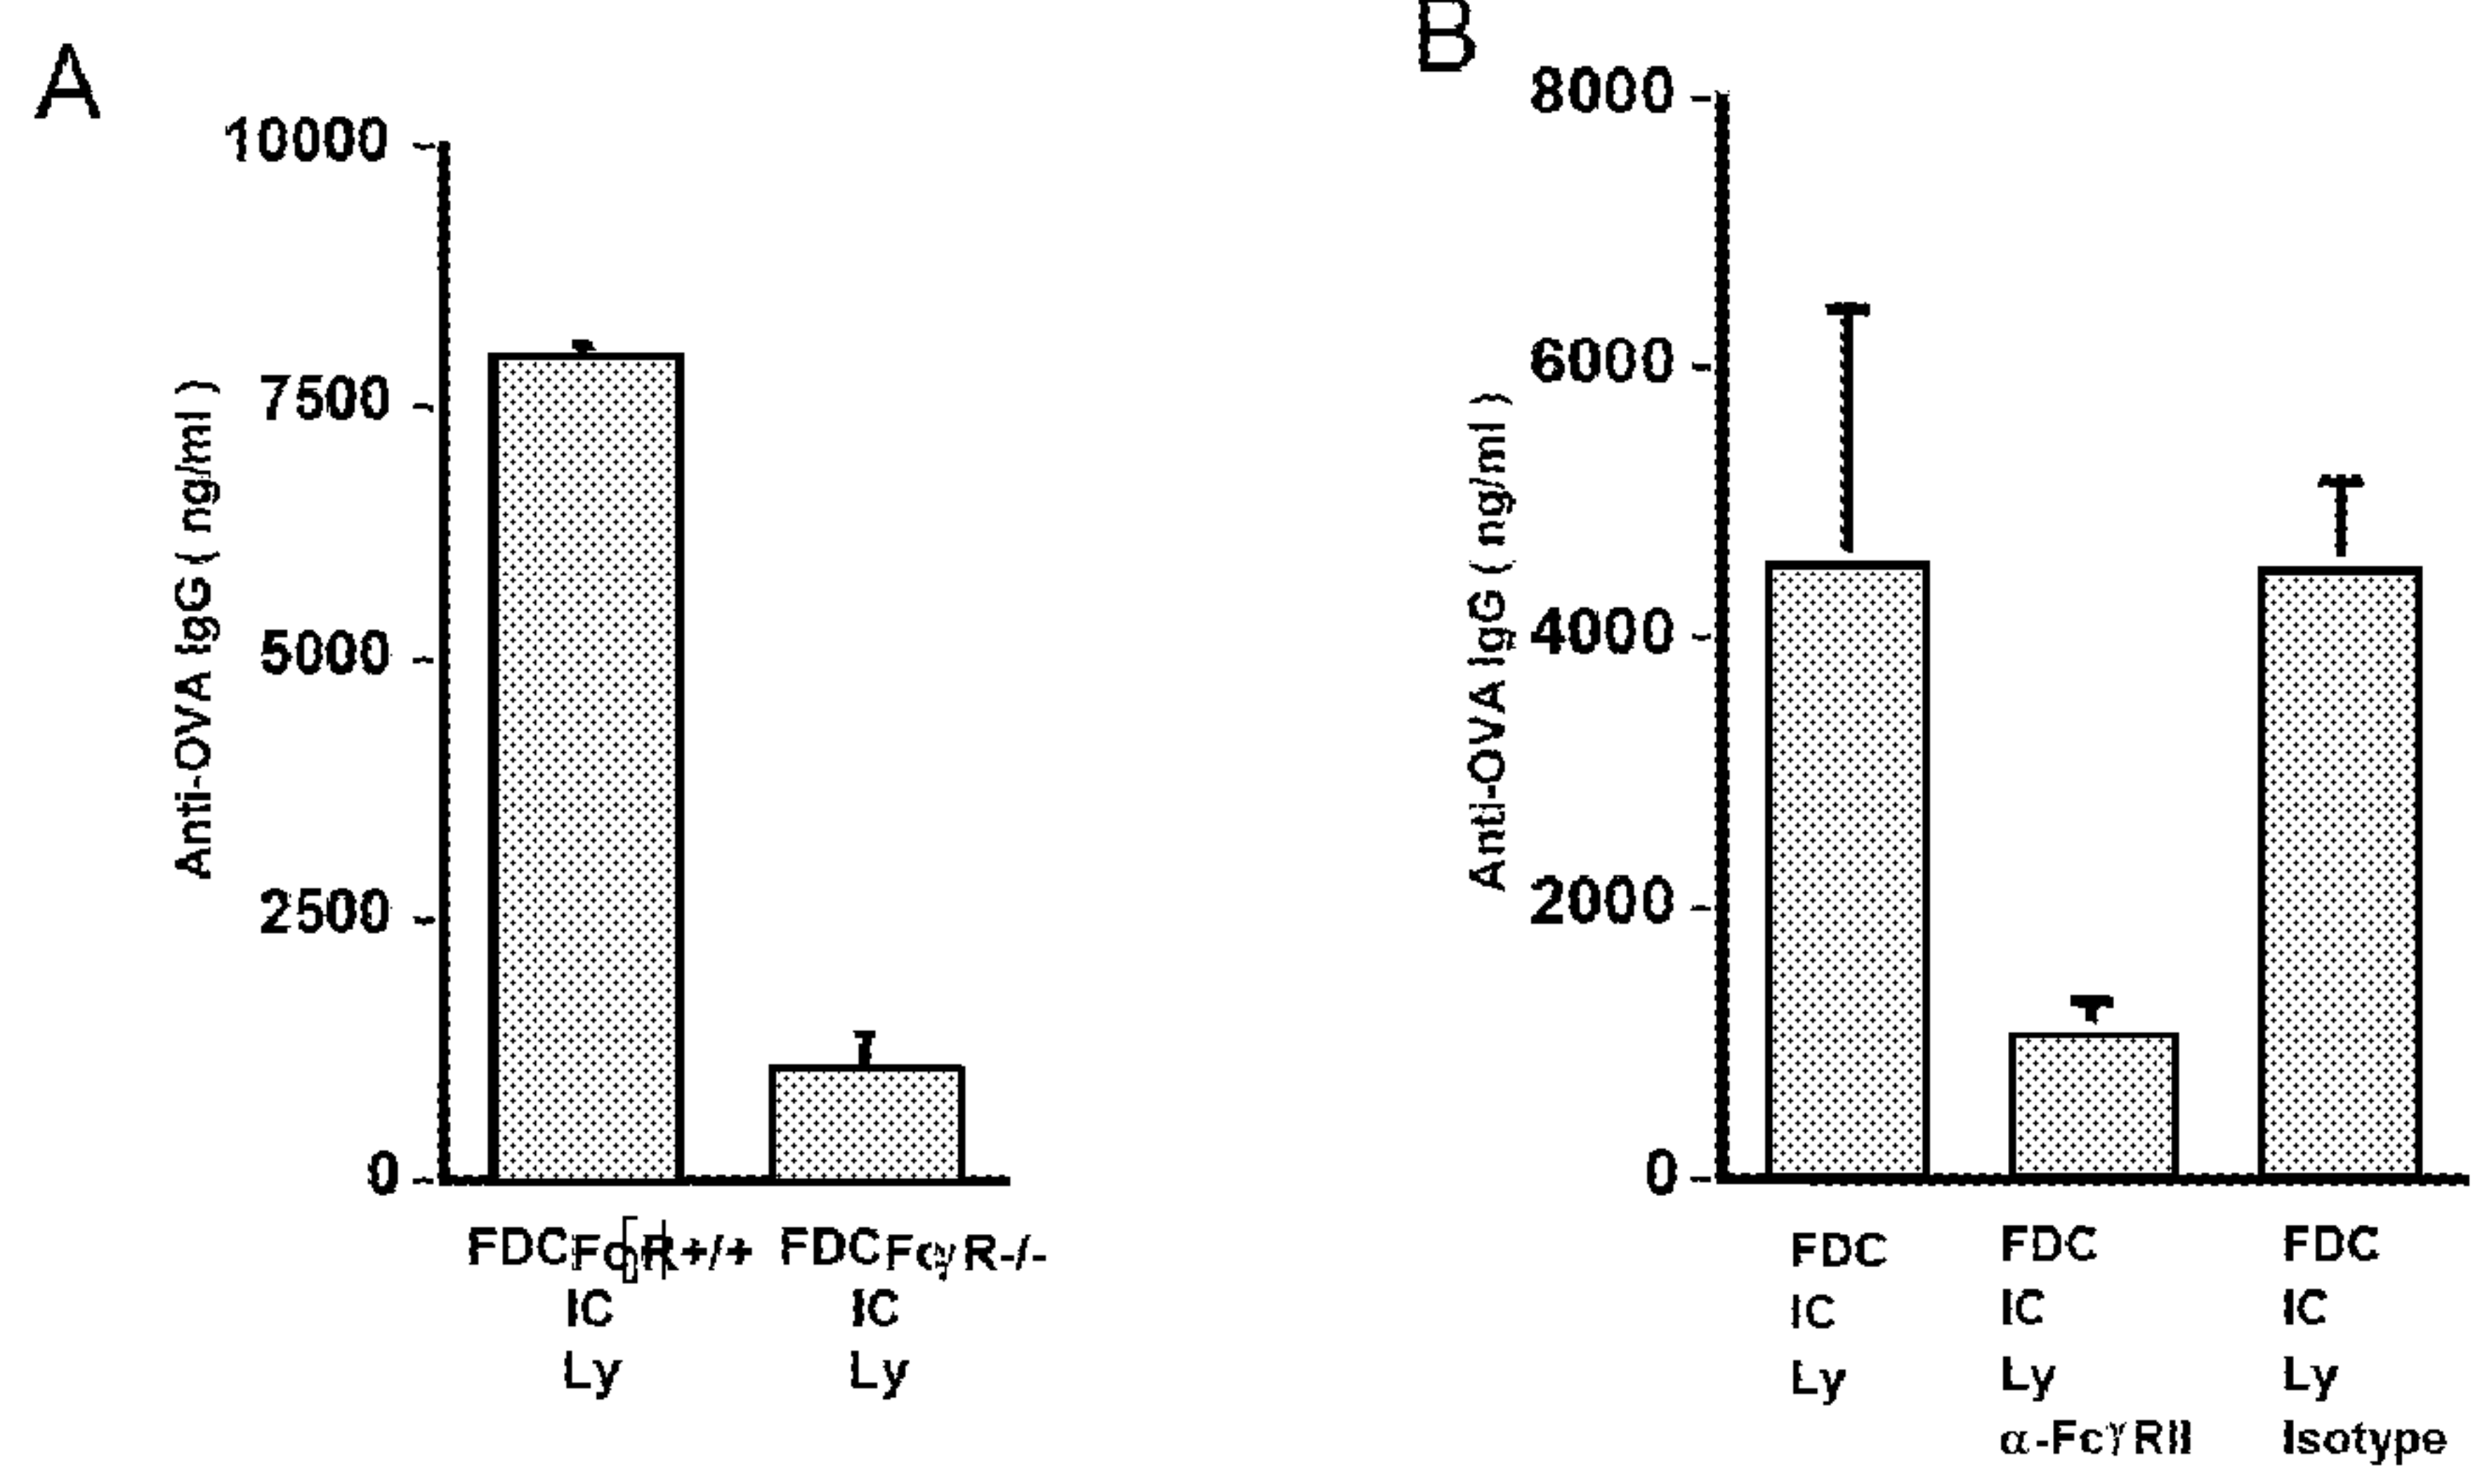 A
10000
7500
5000
2500
0
Anti-OVA IgG ( ng/ml )
FDC R+/+ FDCFcγR-/-
IC IC
Ly Ly
B
8000
6000
4000
2000
0
Anti-OVA IgG ( ng/ml )
FDC FDC FDC
IC IC IC
Ly Ly Ly
α-FcγRII Isotype